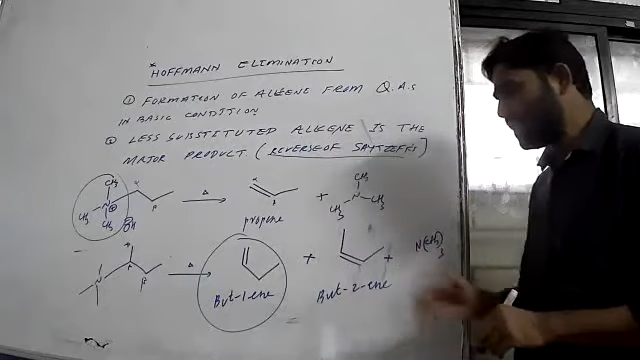 * HOFFMANN ELIMINATION
① FORMATION OF ALKENE FROM Q.A.S
IN BASIC CONDITION
② LESS SUBSTITUTED ALKENE IS THE
MAJOR PRODUCT (REVERSE OF SAYTZEFFS)
CH3
CH3 N CH3 ⊕ OH α β Δ
propene
+
CH3
N
CH3 CH3
N α β Δ
But-1-ene
+
But-2-ene
+
N(CH3)3